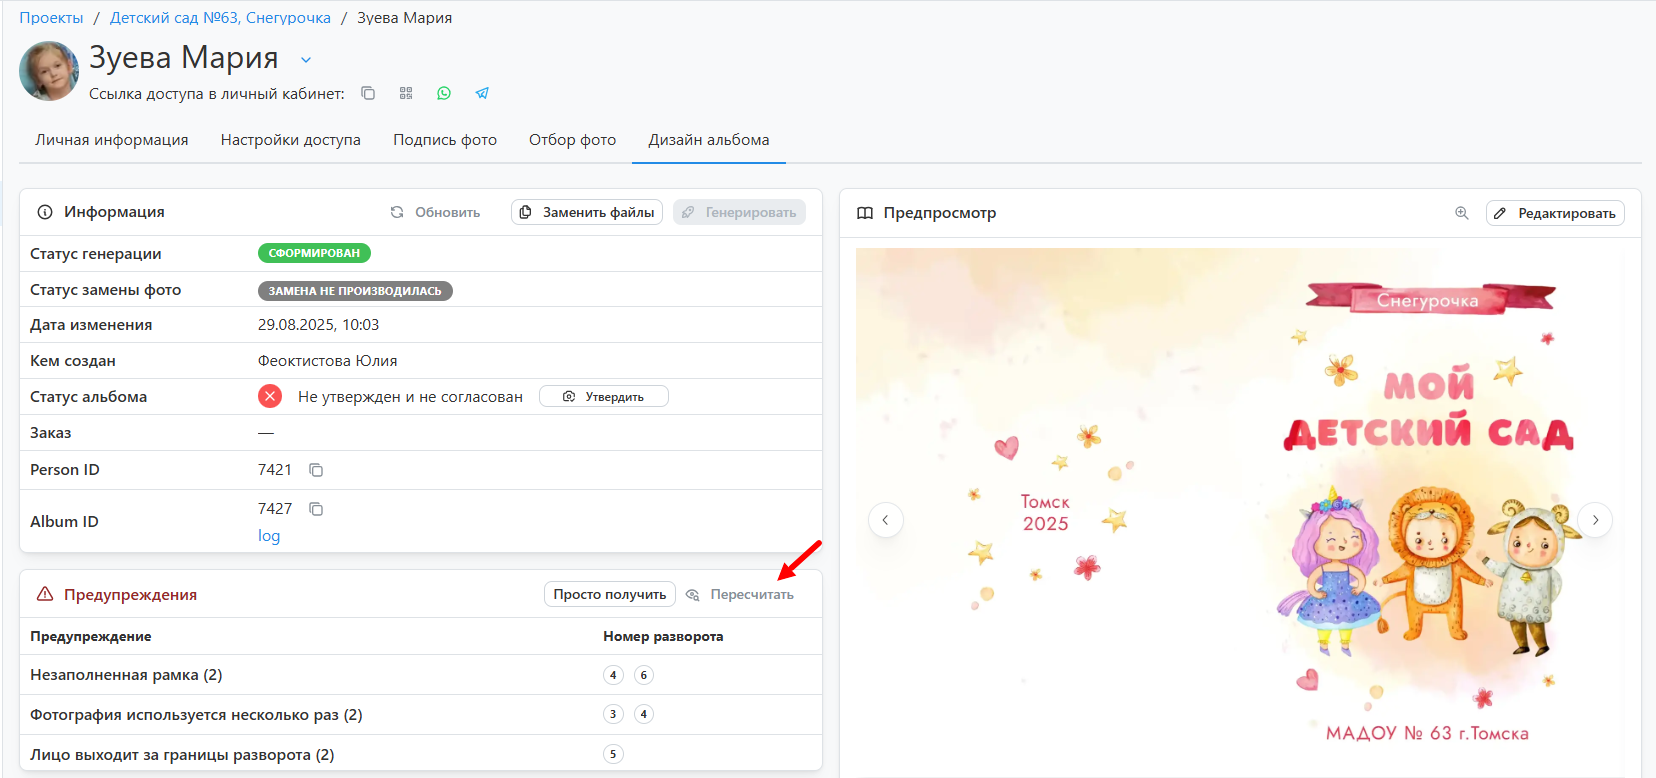 Проекты / Детский сад №63, Снегурочка / Зуева Мария
Зуева Мария
Ссылка доступа в личный кабинет:
Личная информация Настройки доступа Подпись фото Отбор фото Дизайн альбома
Информация Обновить Заменить файлы Генерировать
Статус генерации СФОРМИРОВАН
Статус замены фото ЗАМЕНА НЕ ПРОИЗВОДИЛАСЬ
Дата изменения 29.08.2025, 10:03
Кем создан Феоктистова Юлия
Статус альбома Не утвержден и не согласован Утвердить
Заказ —
Person ID 7421
Album ID 7427
log
Предупреждения Просто получить Пересчитать
Предупреждение Номер разворота
Незаполненная рамка (2) 4 6
Фотография используется несколько раз (2) 3 4
Лицо выходит за границы разворота (2) 5
Предпросмотр Редактировать
Снегурочка
МОЙ
ДЕТСКИЙ САД
Томск
2025
МАДОУ № 63 г.Томска